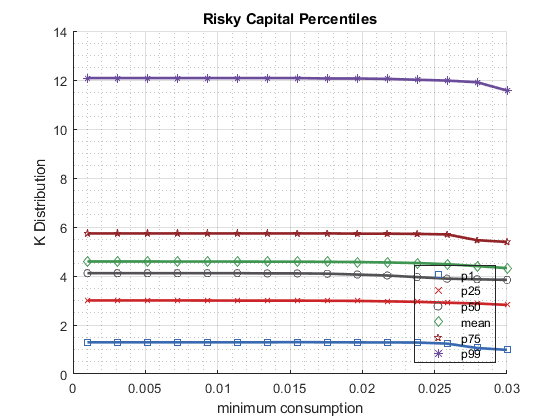 Risky Capital Percentiles
K Distribution
14
12
10
8
6
4
2
0
p1
p25
p50
mean
p75
p99
0 0.005 0.01 0.015 0.02 0.025 0.03
minimum consumption